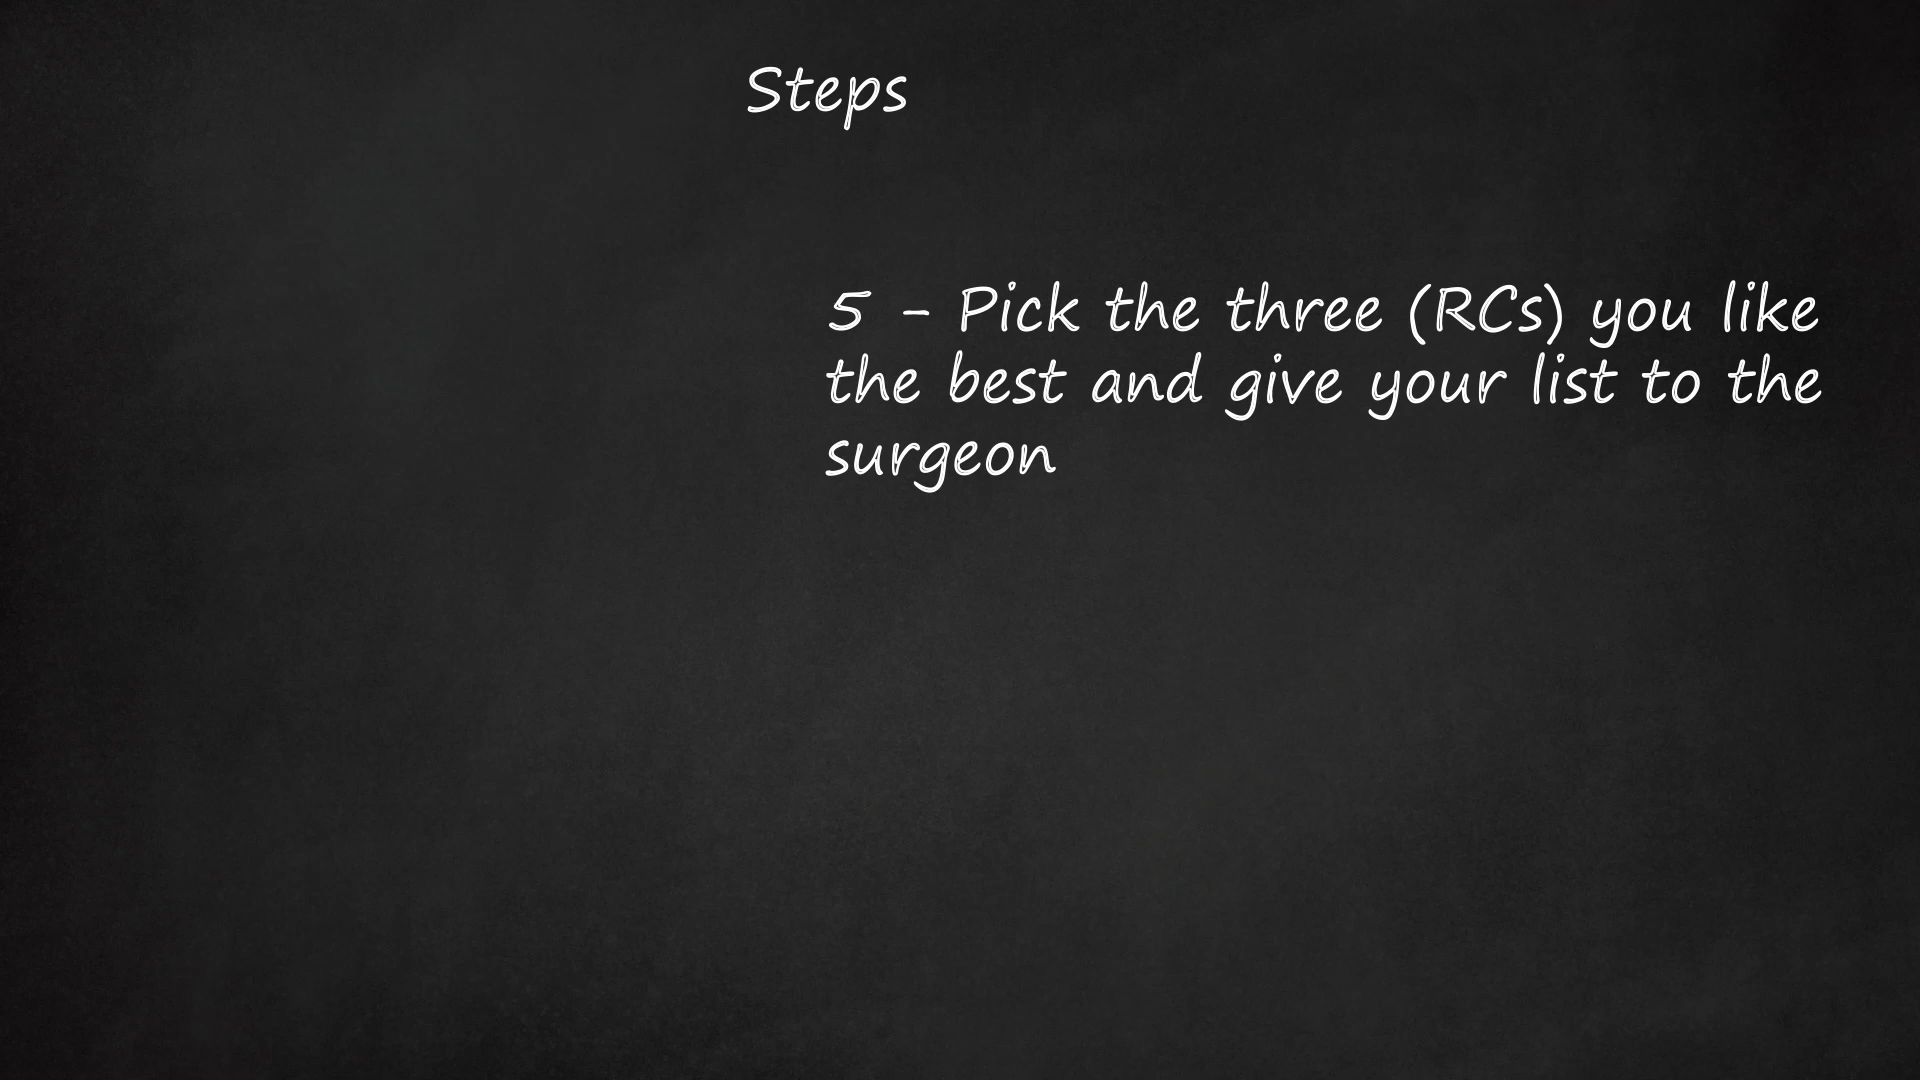 Steps
5 - Pick the three (RCs) you like
the best and give your list to the
surgeon